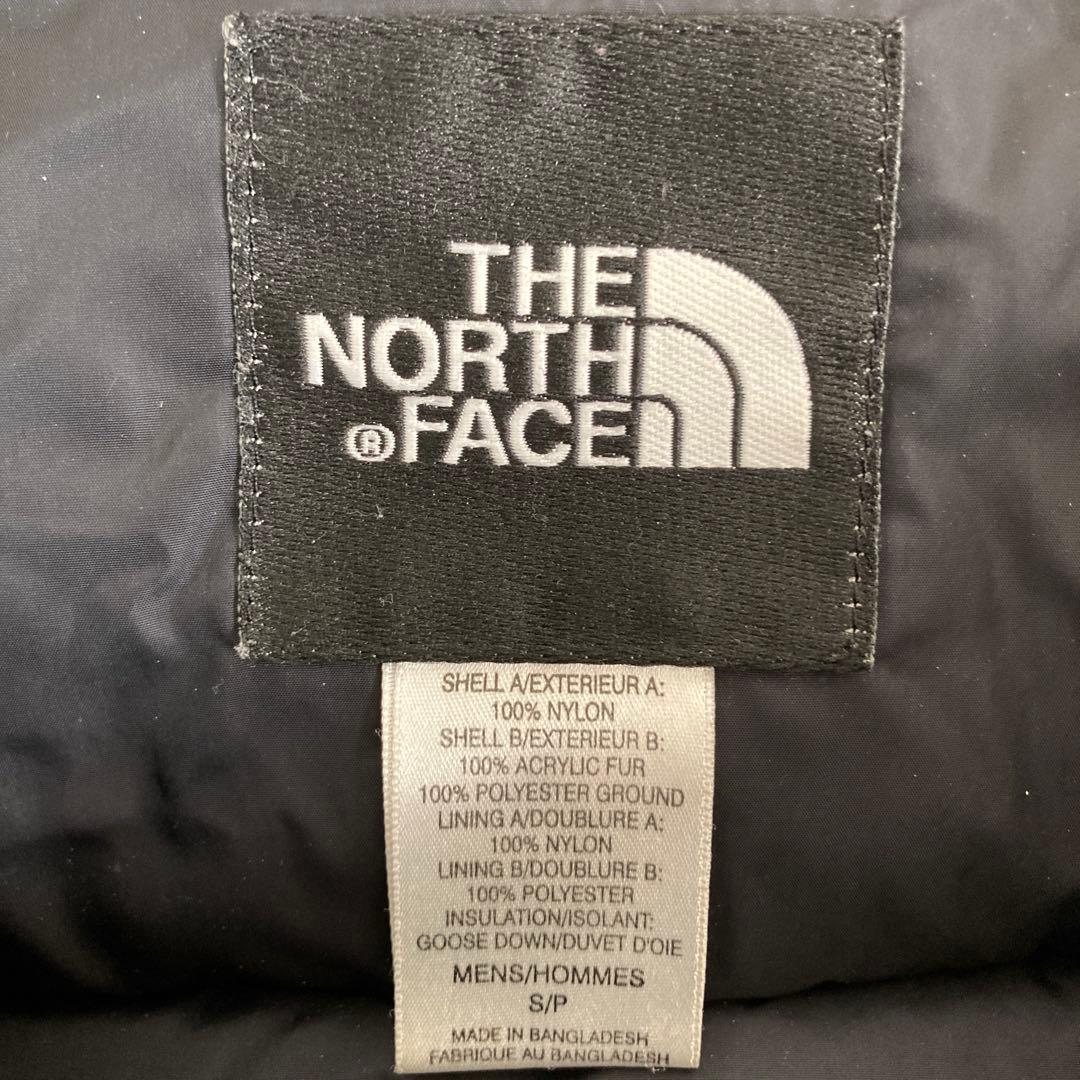 THE
NORTH
®FACE
SHELL A/EXTERIEUR A:
100% NYLON
SHELL B/EXTERIEUR B:
100% ACRYLIC FUR
100% POLYESTER GROUND
LINING A/DOUBLURE A:
100% NYLON
LINING B/DOUBLURE B:
100% POLYESTER
INSULATION/ISOLANT:
GOOSE DOWN/DUVET D'OIE
MENS/HOMMES
S/P
MADE IN BANGLADESH
FABRIQUE AU BANGLADESH